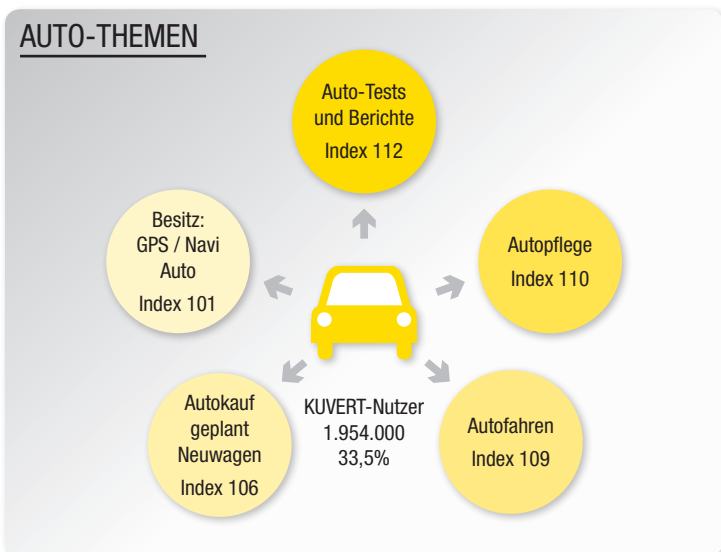 AUTO-THEMEN
Auto-Tests
und Berichte
Index 112
Besitz:
GPS / Navi
Auto
Index 101
Autopflege
Index 110
Autokauf
geplant
Neuwagen
Index 106
KUVERT-Nutzer
1.954.000
33,5%
Autofahren
Index 109